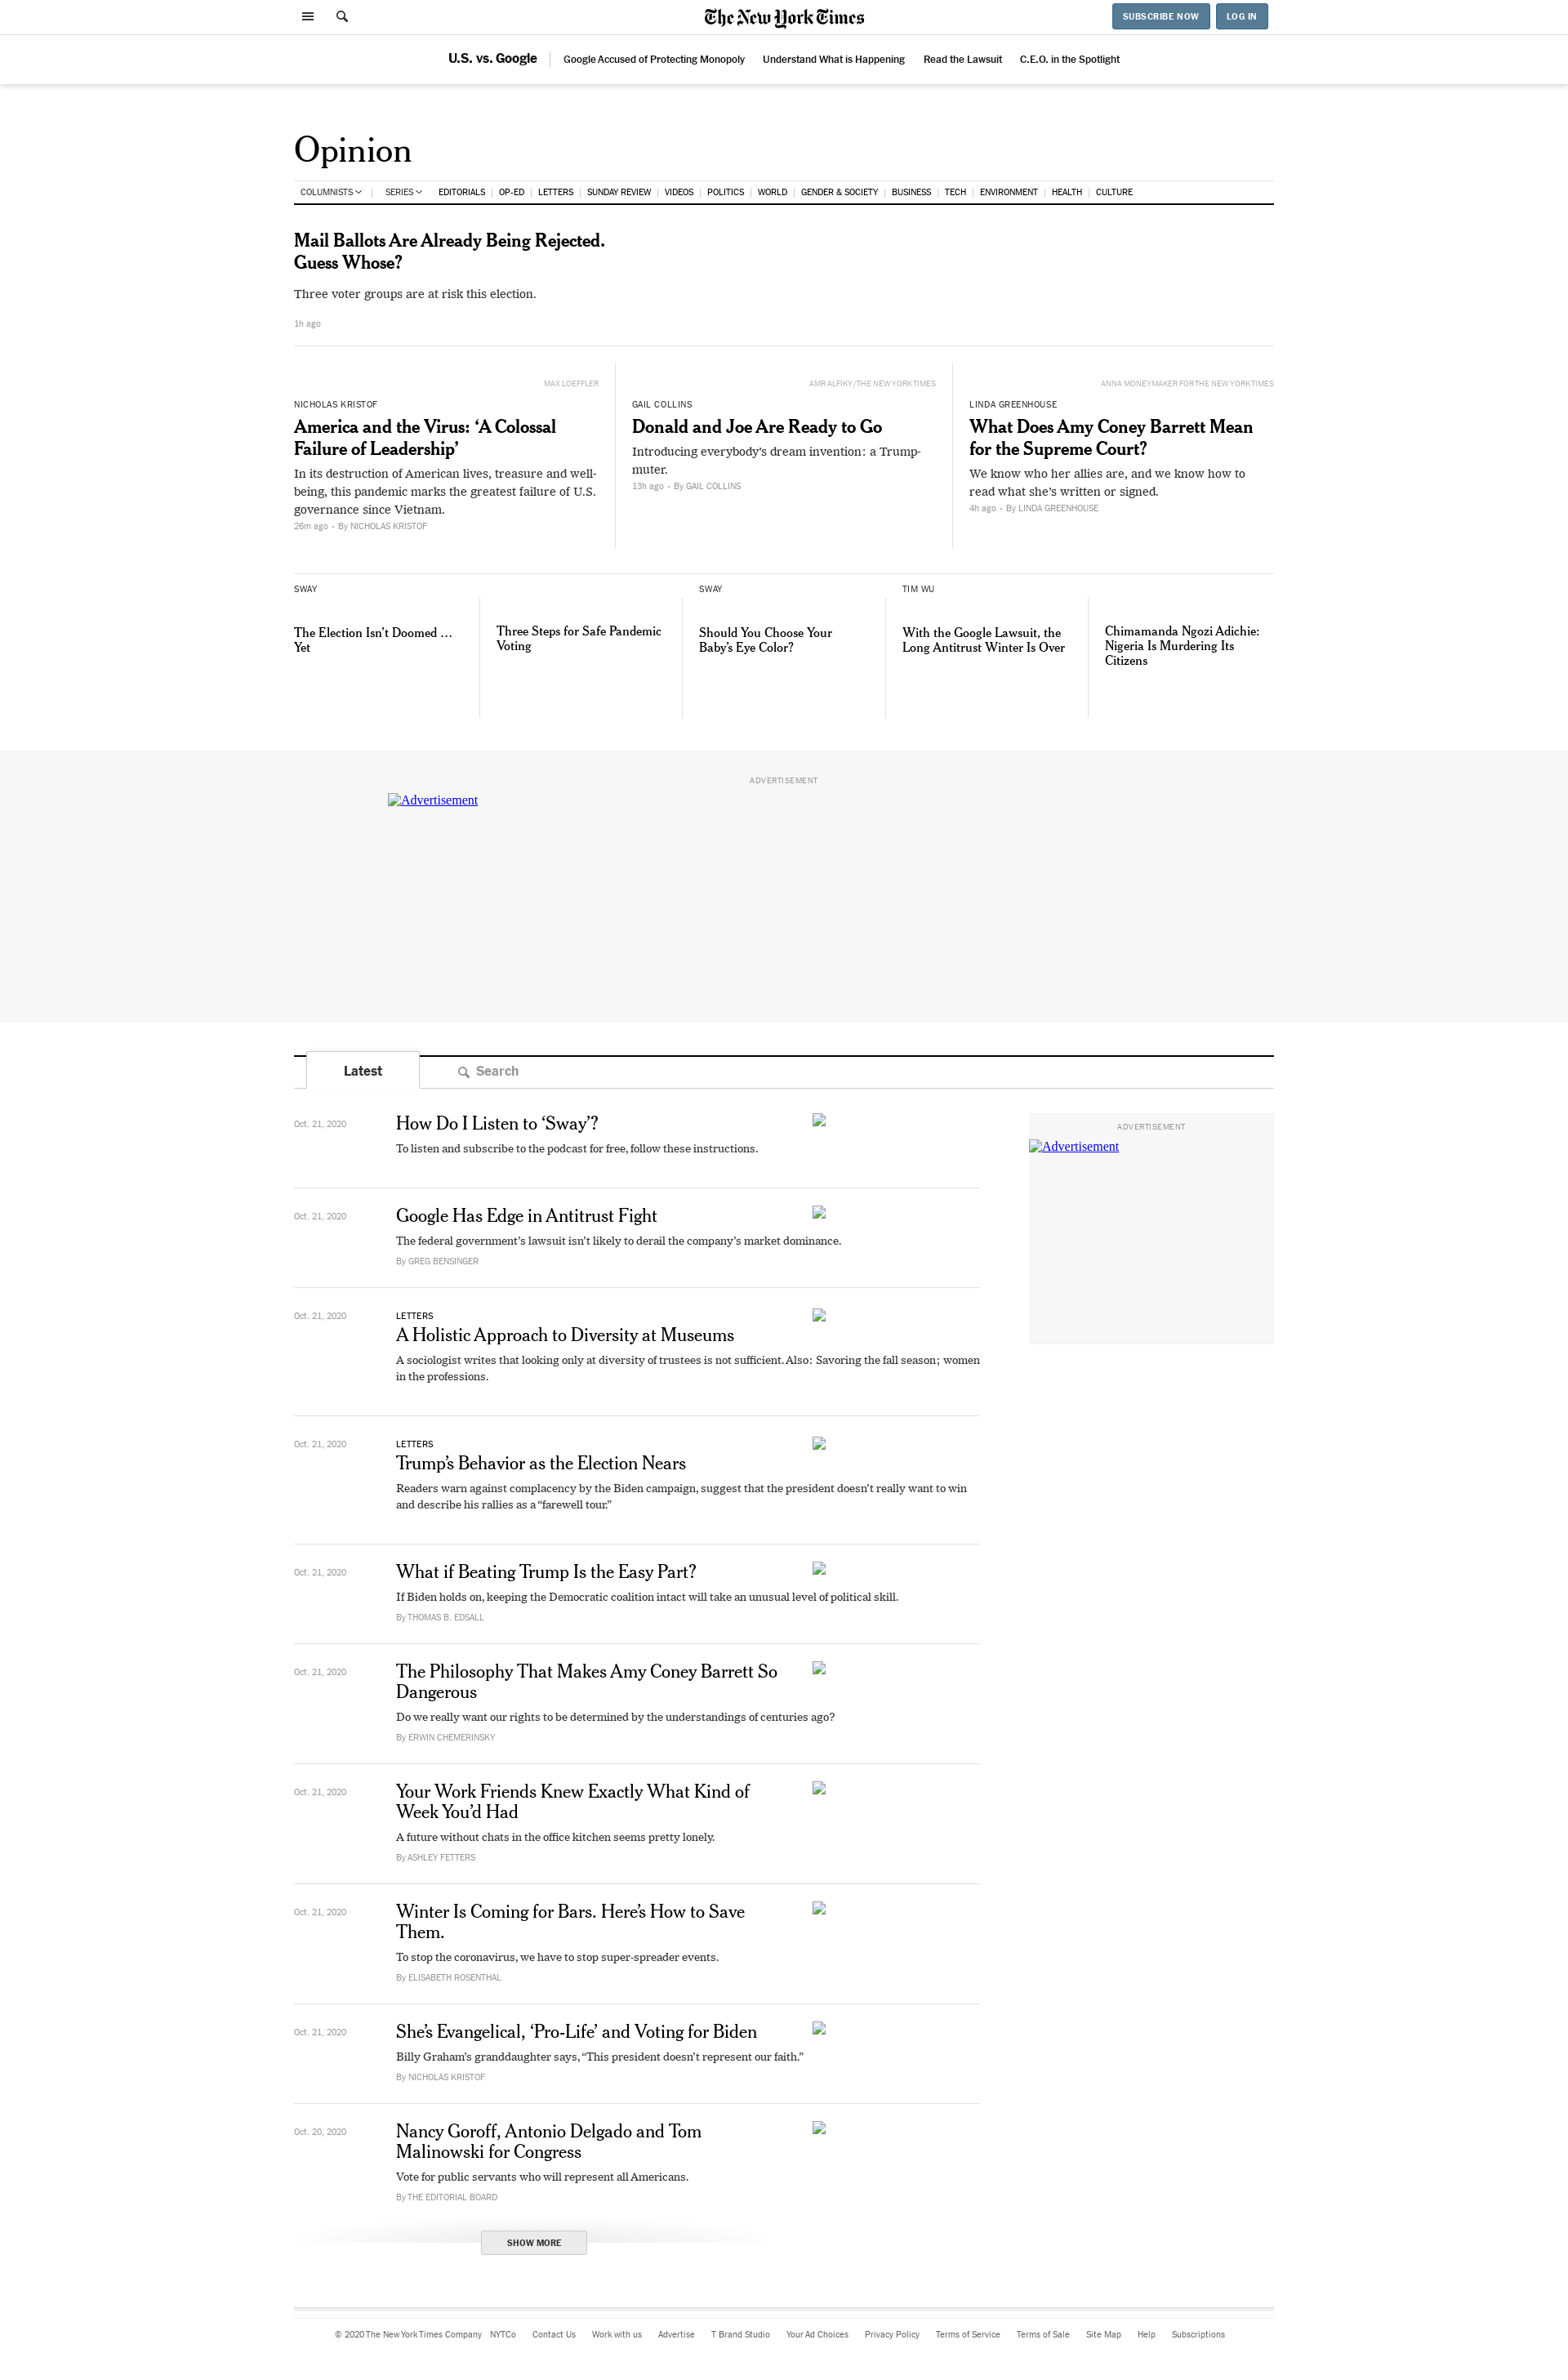 The New York Times
SUBSCRIBE NOW
LOG IN
U.S. vs. Google
Google Accused of Protecting Monopoly
Understand What is Happening
Read the Lawsuit
C.E.O. in the Spotlight
Opinion
COLUMNISTS | SERIES EDITORIALS | OP-ED | LETTERS | SUNDAY REVIEW | VIDEOS | POLITICS | WORLD | GENDER & SOCIETY | BUSINESS | TECH | ENVIRONMENT | HEALTH | CULTURE
Mail Ballots Are Already Being Rejected.
Guess Whose?
Three voter groups are at risk this election.
1h ago
MAX LOEFFLER
NICHOLAS KRISTOF
America and the Virus: ‘A Colossal
Failure of Leadership’
In its destruction of American lives, treasure and well-
being, this pandemic marks the greatest failure of U.S.
governance since Vietnam.
26m ago • By NICHOLAS KRISTOF
AMR ALFIKY/THE NEW YORK TIMES
GAIL COLLINS
Donald and Joe Are Ready to Go
Introducing everybody’s dream invention: a Trump-
muter.
13h ago • By GAIL COLLINS
ANNA MONEYMAKER FOR THE NEW YORK TIMES
LINDA GREENHOUSE
What Does Amy Coney Barrett Mean
for the Supreme Court?
We know who her allies are, and we know how to
read what she’s written or signed.
4h ago • By LINDA GREENHOUSE
SWAY
The Election Isn’t Doomed …
Yet
Three Steps for Safe Pandemic
Voting
SWAY
Should You Choose Your
Baby’s Eye Color?
TIM WU
With the Google Lawsuit, the
Long Antitrust Winter Is Over
Chimamanda Ngozi Adichie:
Nigeria Is Murdering Its
Citizens
ADVERTISEMENT
Advertisement
Latest
Search
Oct. 21, 2020
How Do I Listen to ‘Sway’?
To listen and subscribe to the podcast for free, follow these instructions.
ADVERTISEMENT
Advertisement
Oct. 21, 2020
Google Has Edge in Antitrust Fight
The federal government’s lawsuit isn’t likely to derail the company’s market dominance.
By GREG BENSINGER
Oct. 21, 2020
LETTERS
A Holistic Approach to Diversity at Museums
A sociologist writes that looking only at diversity of trustees is not sufficient. Also: Savoring the fall season; women
in the professions.
Oct. 21, 2020
LETTERS
Trump’s Behavior as the Election Nears
Readers warn against complacency by the Biden campaign, suggest that the president doesn’t really want to win
and describe his rallies as a “farewell tour.”
Oct. 21, 2020
What if Beating Trump Is the Easy Part?
If Biden holds on, keeping the Democratic coalition intact will take an unusual level of political skill.
By THOMAS B. EDSALL
Oct. 21, 2020
The Philosophy That Makes Amy Coney Barrett So
Dangerous
Do we really want our rights to be determined by the understandings of centuries ago?
By ERWIN CHEMERINSKY
Oct. 21, 2020
Your Work Friends Knew Exactly What Kind of
Week You’d Had
A future without chats in the office kitchen seems pretty lonely.
By ASHLEY FETTERS
Oct. 21, 2020
Winter Is Coming for Bars. Here’s How to Save
Them.
To stop the coronavirus, we have to stop super-spreader events.
By ELISABETH ROSENTHAL
Oct. 21, 2020
She’s Evangelical, ‘Pro-Life’ and Voting for Biden
Billy Graham’s granddaughter says, “This president doesn’t represent our faith.”
By NICHOLAS KRISTOF
Oct. 20, 2020
Nancy Goroff, Antonio Delgado and Tom
Malinowski for Congress
Vote for public servants who will represent all Americans.
By THE EDITORIAL BOARD
SHOW MORE
© 2020 The New York Times Company NYTCo Contact Us Work with us Advertise T Brand Studio Your Ad Choices Privacy Policy Terms of Service Terms of Sale Site Map Help Subscriptions